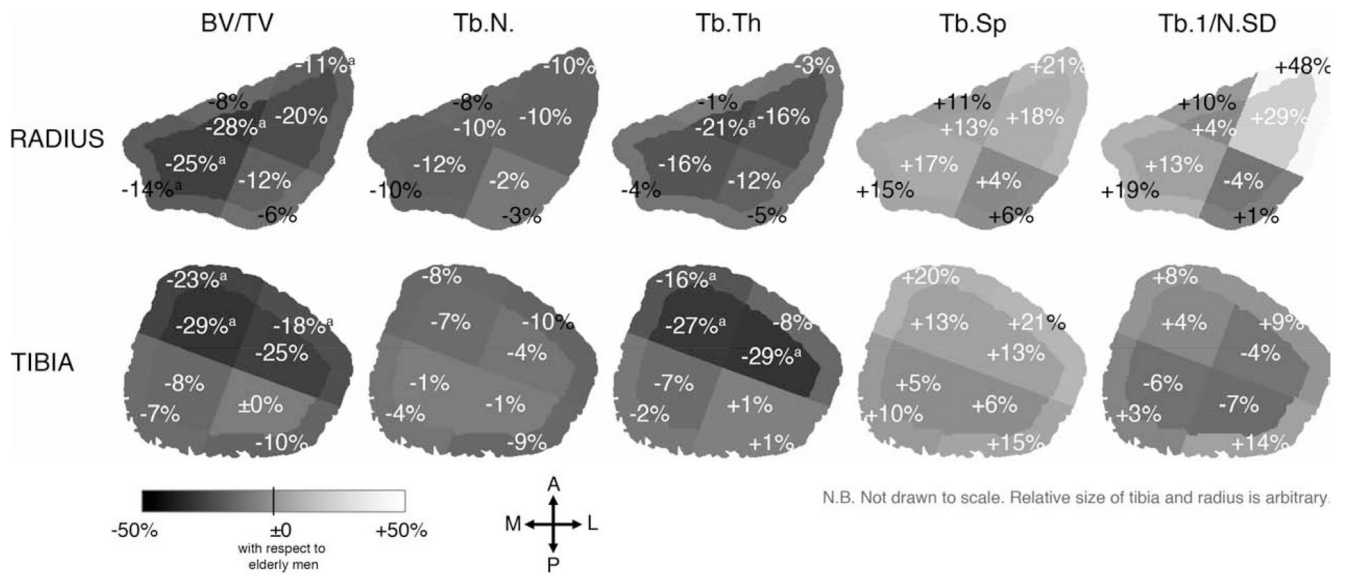 BV/TV Tb.N. Tb.Th Tb.Sp Tb.1/N.SD
RADIUS
-11%a -8% -28%a -20% -25%a -12% -14%a -6%
-10% -8% -10% -10% -12% -2% -10% -3%
-3% -1% -21%a -16% -16% -12% -4% -5%
+21% +11% +13% +18% +17% +4% +15% +6%
+48% +10% +4% +29% +13% -4% +19% +1%
TIBIA
-23%a -29%a -18%a -25% -8% -7% ±0% -10%
-8% -7% -10% -4% -1% -4% -1% -9%
-16%a -27%a -8% -29%a -7% -2% +1% +1%
+20% +13% +21% +13% +5% +10% +6% +15%
+8% +4% +9% -4% -6% +3% -7% +14%
-50% ±0 +50%
with respect to
elderly men
A
M L
P
N.B. Not drawn to scale. Relative size of tibia and radius is arbitrary.